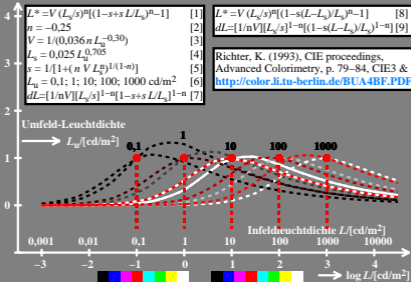 L*=V (Lₛ/s)ⁿ[(1–s+s L/Lₛ)ⁿ–1] [1]
n = –0,25 [2]
V = 1/(0,036 n Lᵤ–0,30) [3]
Lₛ = 0,025 Lᵤ0,705 [4]
s = 1/[1+( n V Lₛⁿ)1/(1-n)] [5]
Lᵤ = 0,1; 1; 10; 100; 1000 cd/m² [6]
dL=[1/nV][Lₛ/s]¹⁻ⁿ[1–s+s L/Lₛ]1–n [7]
L*=V (Lₛ/s)ⁿ[1–s(L–Lₛ)/Lₛ)ⁿ–1] [8]
dL=[1/nV][Lₛ/s)1–n[1–s(L–Lₛ)/Lₛ)1–n] [9]
Richter, K. (1993), CIE proceedings,
Advanced Colorimetry, p. 79–84, CIE3 &
http://color.li.tu-berlin.de/BUA4BF.PDF
4
3
2
1
0
Umfeld-Leuchtdichte
Lᵤ/[cd/m²]
0,1 1 10 100 1000
Infeldleuchtdichte L/[cd/m²]
0,001 0,01 0,1 1 10 100 1000 10000
–3 –2 –1 0 1 2 3
log L/[cd/m²]